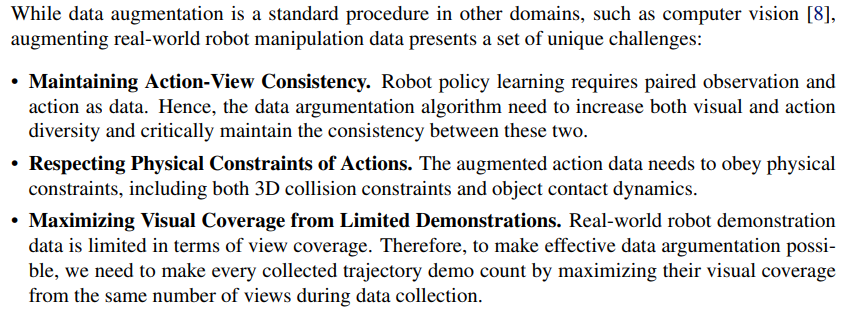 While data augmentation is a standard procedure in other domains, such as computer vision [8],
augmenting real-world robot manipulation data presents a set of unique challenges:
• Maintaining Action-View Consistency. Robot policy learning requires paired observation and
action as data. Hence, the data argumentation algorithm need to increase both visual and action
diversity and critically maintain the consistency between these two.
• Respecting Physical Constraints of Actions. The augmented action data needs to obey physical
constraints, including both 3D collision constraints and object contact dynamics.
• Maximizing Visual Coverage from Limited Demonstrations. Real-world robot demonstration
data is limited in terms of view coverage. Therefore, to make effective data argumentation possi-
ble, we need to make every collected trajectory demo count by maximizing their visual coverage
from the same number of views during data collection.